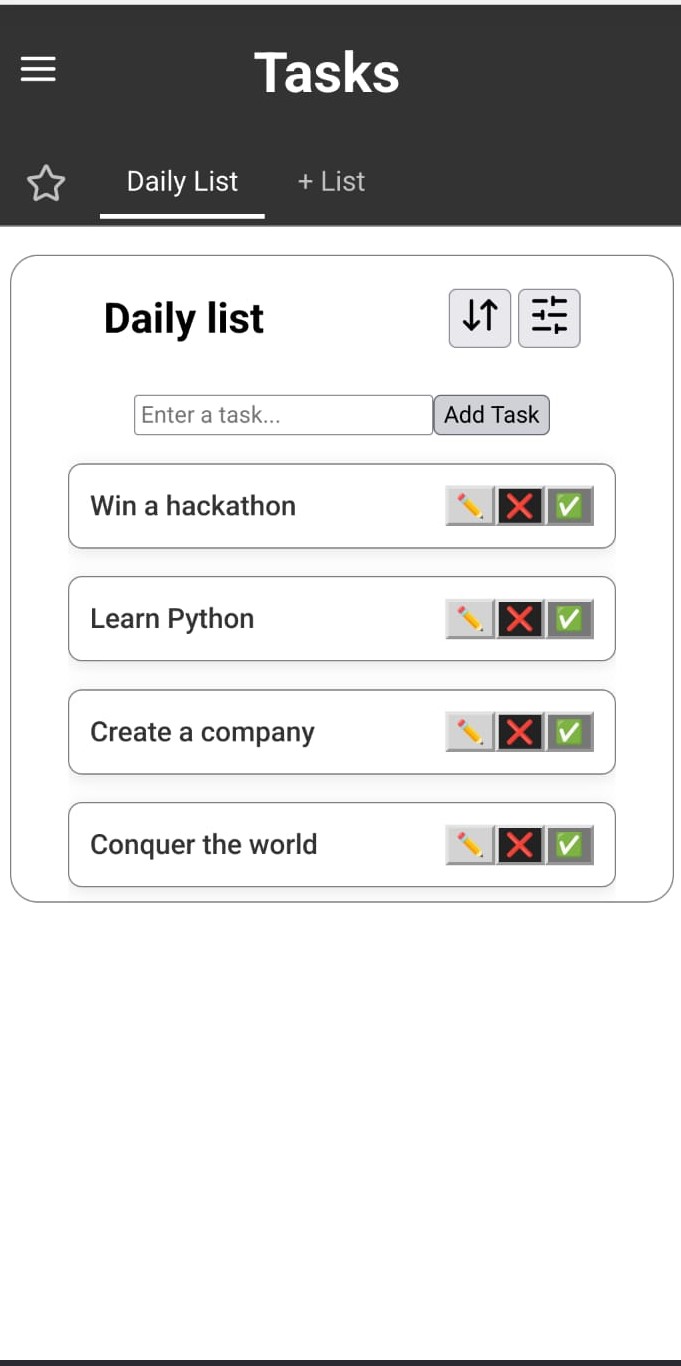 Tasks
Daily List
+ List
Daily list
Enter a task...
Add Task
Win a hackathon
Learn Python
Create a company
Conquer the world